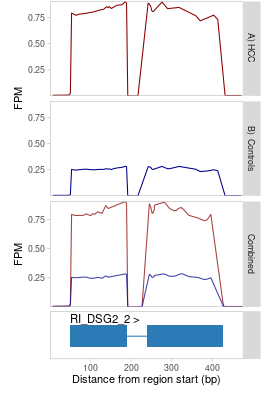 0.75
0.50
0.25
A) HCC
FPM
0.75
0.50
0.25
B) Controls
0.75
0.50
0.25
Combined
FPM
RI_DSG2_2 >
100 200 300 400
Distance from region start (bp)